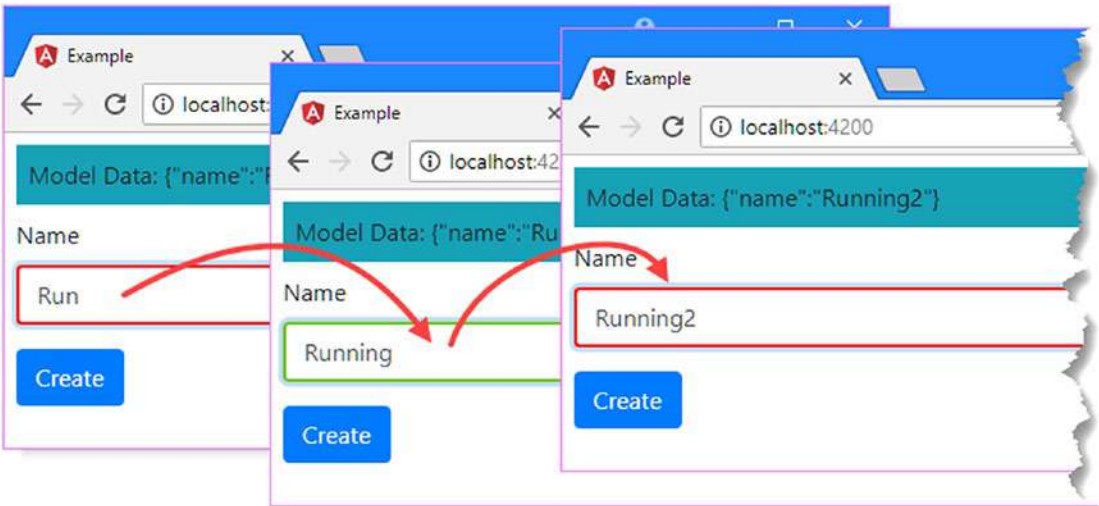 Example
localhost:
Model Data: {"name":"
Name
Run
Create
Example
localhost:42
Model Data: {"name":"Ru
Name
Running
Create
Example
localhost:4200
Model Data: {"name":"Running2"}
Name
Running2
Create